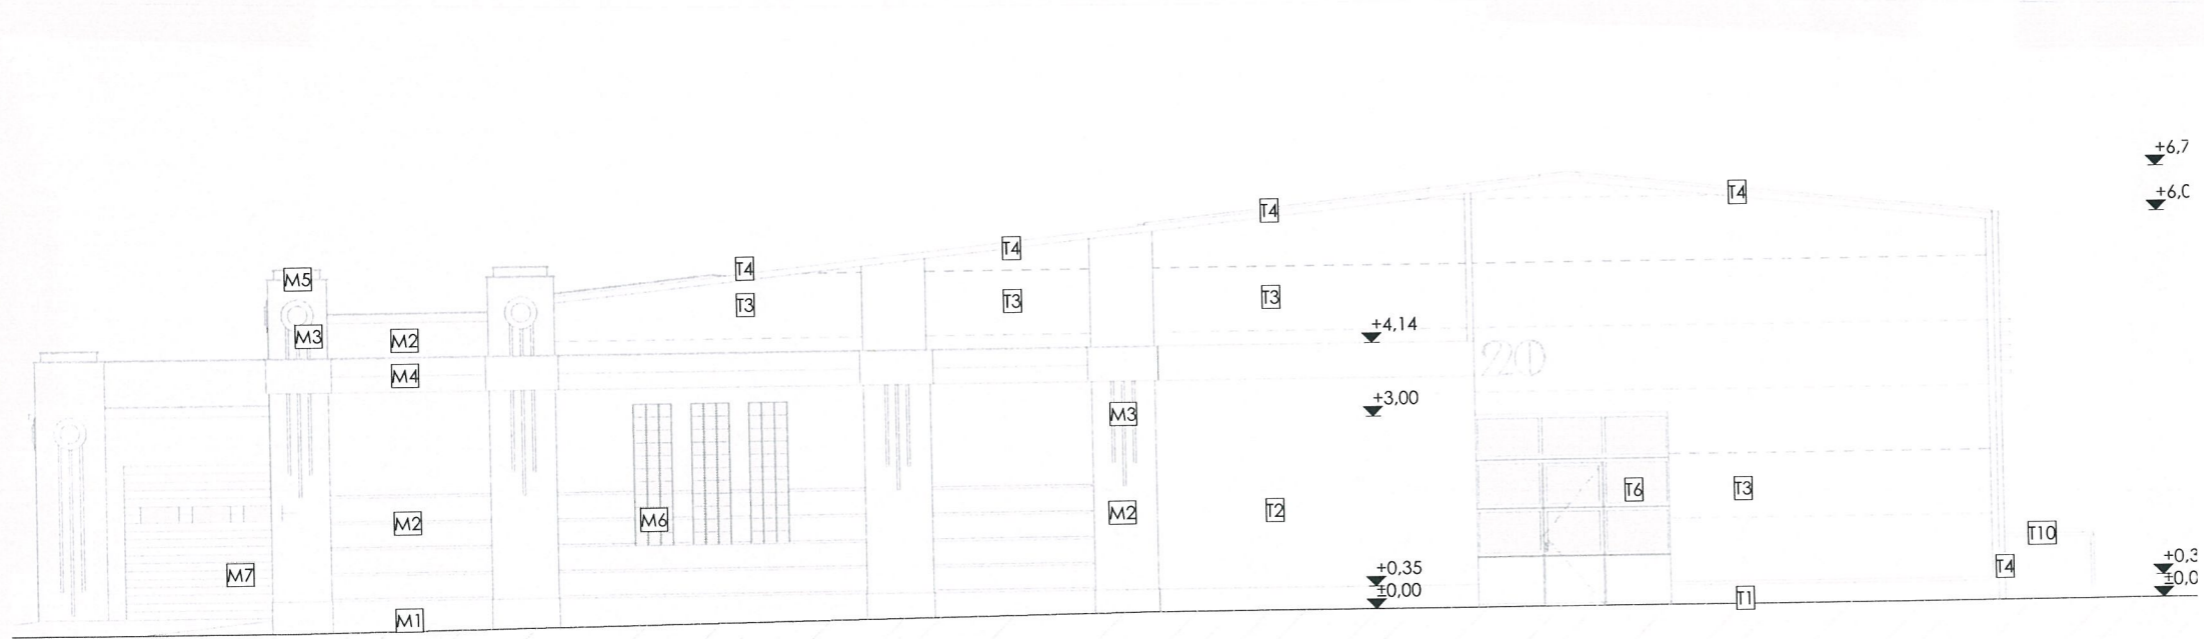 +6,7
T4
+6,0
T4
T4
T4
M5
T3
T3
T3
+4,14
M3
M2
220
M4
+3,00
M3
T6
T3
T2
M2
M6
M2
T10
+0,3
T4
+0,35
M7
±0,0
±0,00
T1
M1